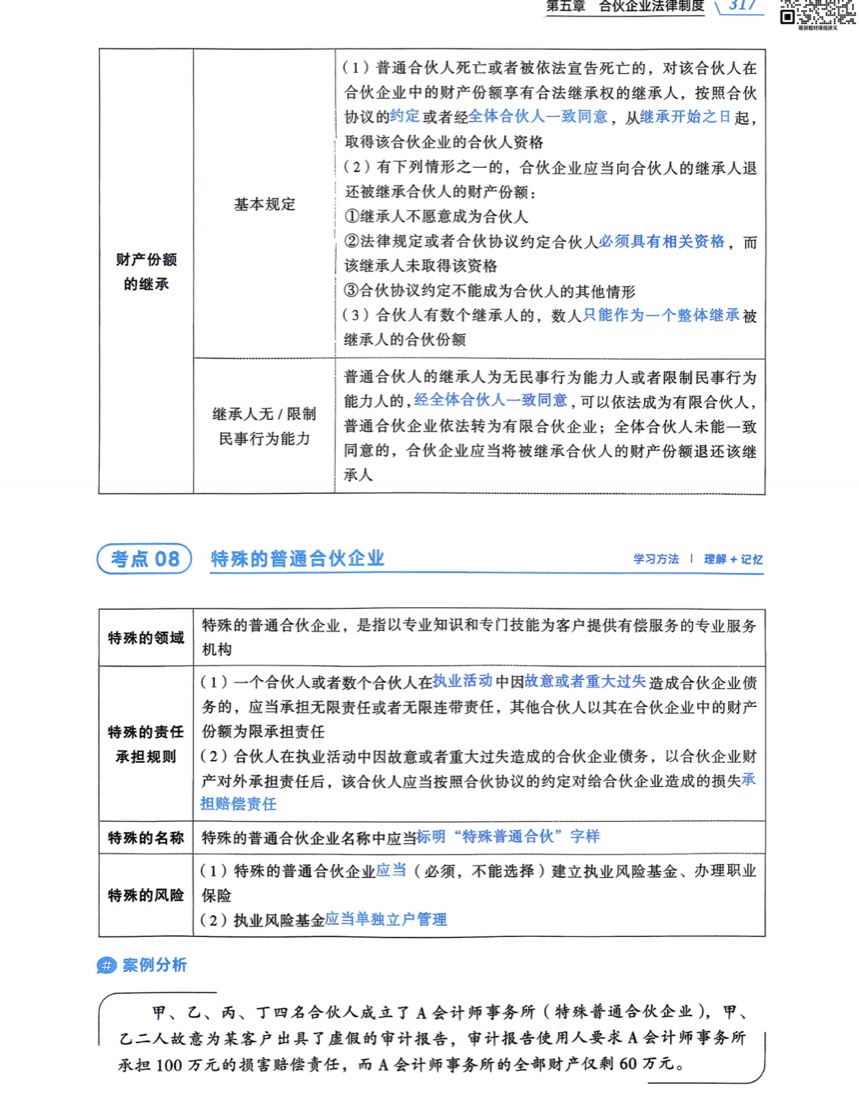 第五章 合伙企业法律制度 317
(1)普通合伙人死亡或者被依法宣告死亡的，对该合伙人在
合伙企业中的财产份额享有合法继承权的继承人，按照合伙
协议的约定或者经全体合伙人一致同意，从继承开始之日起，
取得该合伙企业的合伙人资格
(2)有下列情形之一的，合伙企业应当向合伙人的继承人退
还被继承合伙人的财产份额：
①继承人不愿意成为合伙人
②法律规定或者合伙协议约定合伙人必须具有相关资格，而
该继承人未取得该资格
③合伙协议约定不能成为合伙人的其他情形
(3)合伙人有数个继承人的，数人只能作为一个整体继承被
继承人的合伙份额
基本规定
财产份额
的继承
普通合伙人的继承人为无民事行为能力人或者限制民事行为
能力人的，经全体合伙人一致同意，可以依法成为有限合伙人，
普通合伙企业依法转为有限合伙企业；全体合伙人未能一致
同意的，合伙企业应当将被继承合伙人的财产份额退还该继
承人
继承人无/限制
民事行为能力
考点 08 特殊的普通合伙企业 学习方法 | 理解+记忆
特殊的领域
特殊的普通合伙企业，是指以专业知识和专门技能为客户提供有偿服务的专业服务
机构
特殊的责任
承担规则
(1)一个合伙人或者数个合伙人在执业活动中因故意或者重大过失造成合伙企业债
务的，应当承担无限责任或者无限连带责任，其他合伙人以其在合伙企业中的财产
份额为限承担责任
(2)合伙人在执业活动中因故意或者重大过失造成的合伙企业债务，以合伙企业财
产对外承担责任后，该合伙人应当按照合伙协议的约定对给合伙企业造成的损失承
担赔偿责任
特殊的名称 特殊的普通合伙企业名称中应当标明“特殊普通合伙”字样
特殊的风险
(1)特殊的普通合伙企业应当(必须，不能选择)建立执业风险基金、办理职业
保险
(2)执业风险基金应当单独立户管理
# 案例分析
甲、乙、丙、丁四名合伙人成立了A会计师事务所(特殊普通合伙企业)，甲、
乙二人故意为某客户出具了虚假的审计报告，审计报告使用人要求A会计师事务所
承担100万元的损害赔偿责任，而A会计师事务所的全部财产仅剩60万元。